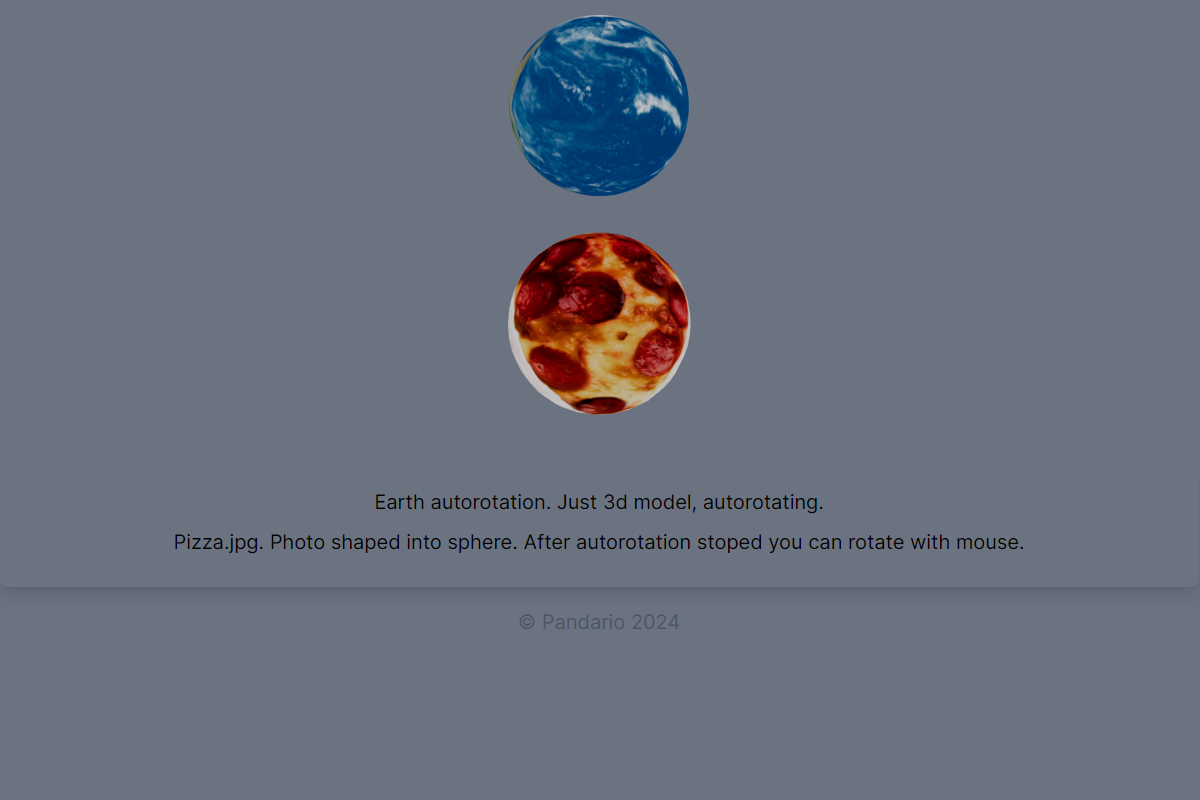 Earth autorotation. Just 3d model, autorotating.
Pizza.jpg. Photo shaped into sphere. After autorotation stoped you can rotate with mouse.
© Pandario 2024